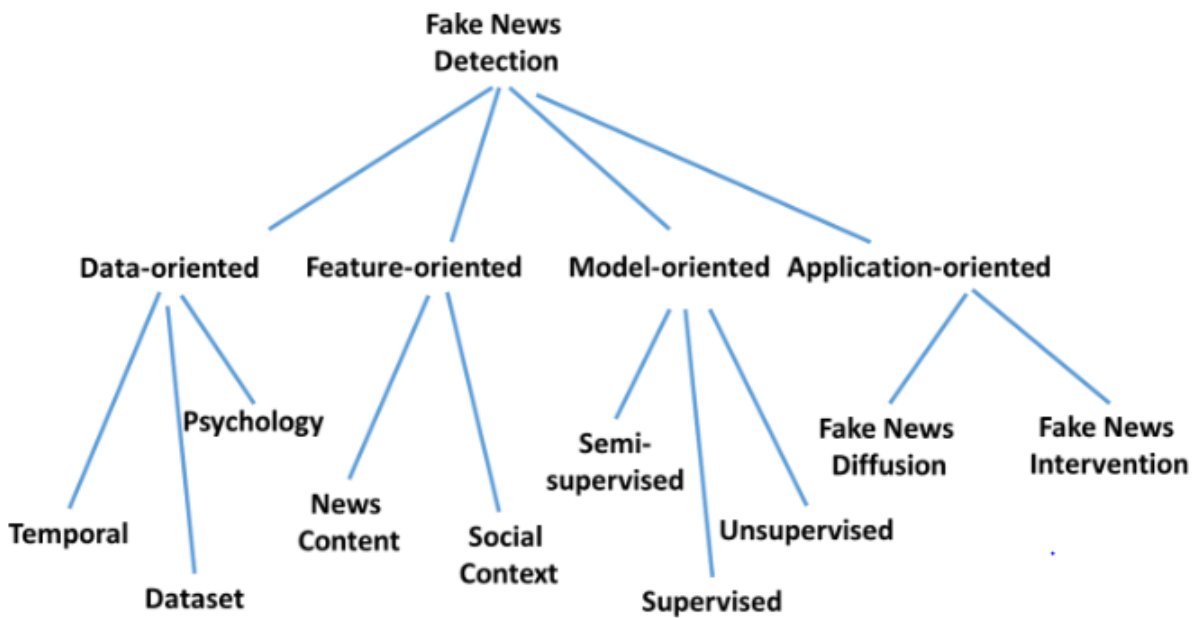 Fake News
Detection
Data-oriented
Feature-oriented
Model-oriented
Application-oriented
Psychology
Temporal
Dataset
News
Content
Social
Context
Semi-
supervised
Unsupervised
Supervised
Fake News
Diffusion
Fake News
Intervention